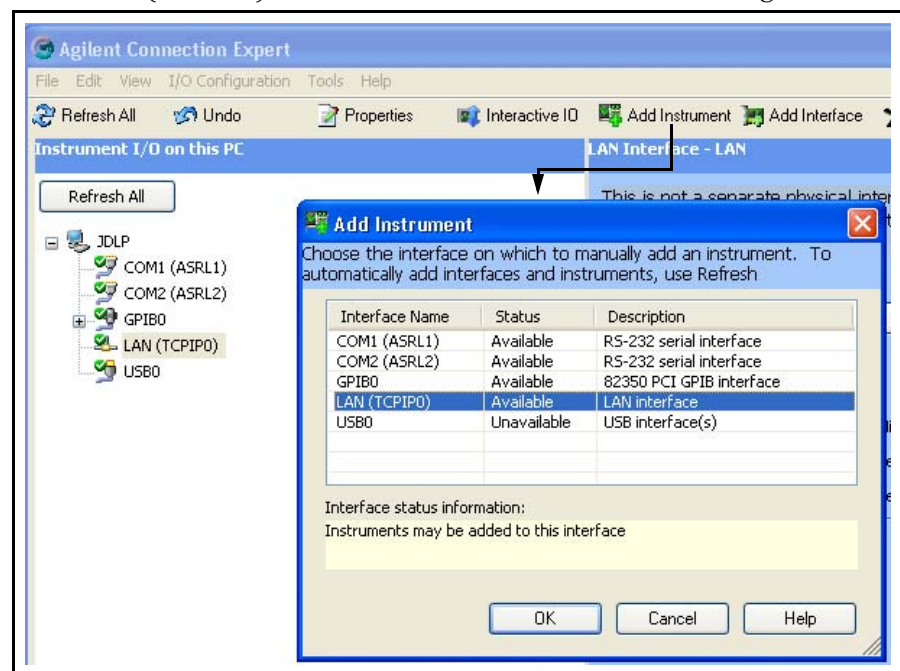 Agilent Connection Expert
File Edit View I/O Configuration Tools Help
Refresh All Undo Properties Interactive IO Add Instrument Add Interface
Instrument I/O on this PC
LAN Interface - LAN
Refresh All
This is not a separate physical
JDLP
COM1 (ASRL1)
COM2 (ASRL2)
GPIB0
LAN (TCPIP0)
USB0
Add Instrument
Choose the interface on which to manually add an instrument. To
automatically add interfaces and instruments, use Refresh
Interface Name Status Description
COM1 (ASRL1) Available RS-232 serial interface
COM2 (ASRL2) Available RS-232 serial interface
GPIB0 Available 82350 PCI GPIB interface
LAN (TCPIP0) Available LAN interface
USB0 Unavailable USB interface(s)
Interface status information:
Instruments may be added to this interface
OK Cancel Help